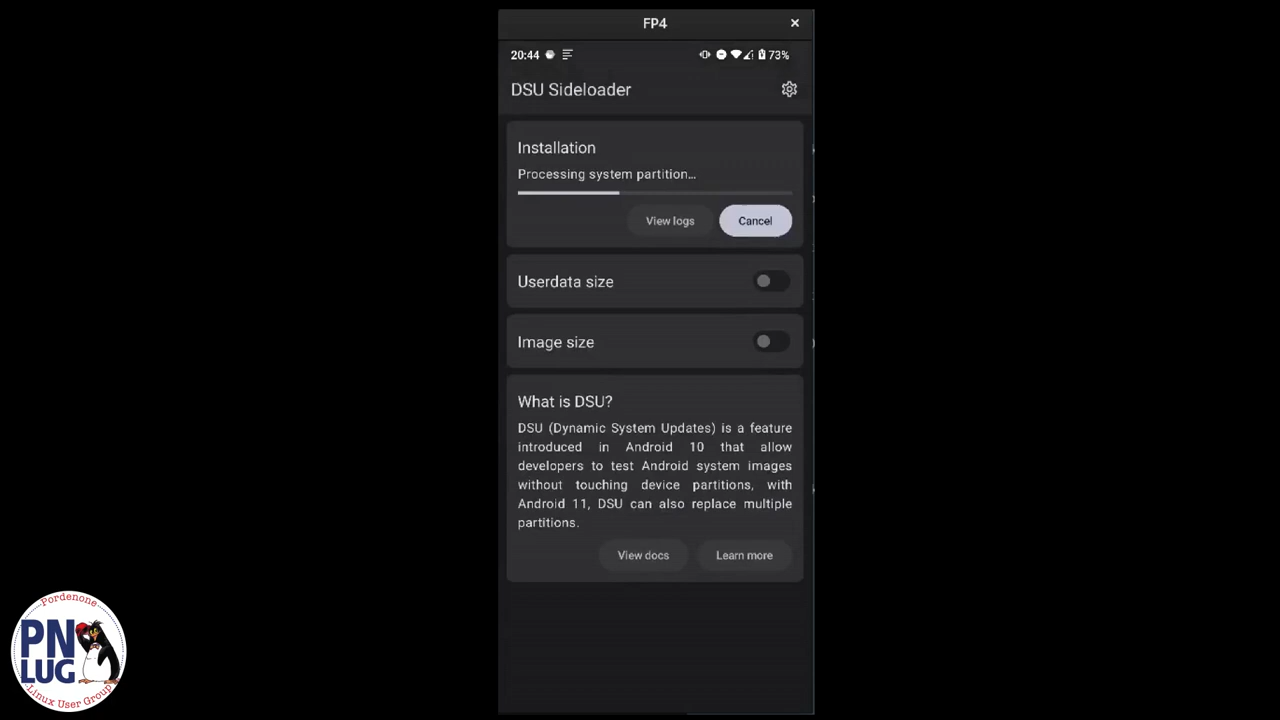 FP4
20:44
73%
DSU Sideloader
Installation
Processing system partition...
View logs
Cancel
Userdata size
Image size
What is DSU?
DSU (Dynamic System Updates) is a feature
introduced in Android 10 that allow
developers to test Android system images
without touching device partitions, with
Android 11, DSU can also replace multiple
partitions.
View docs
Learn more
Pordenone
PN
LUG
Linux User Group